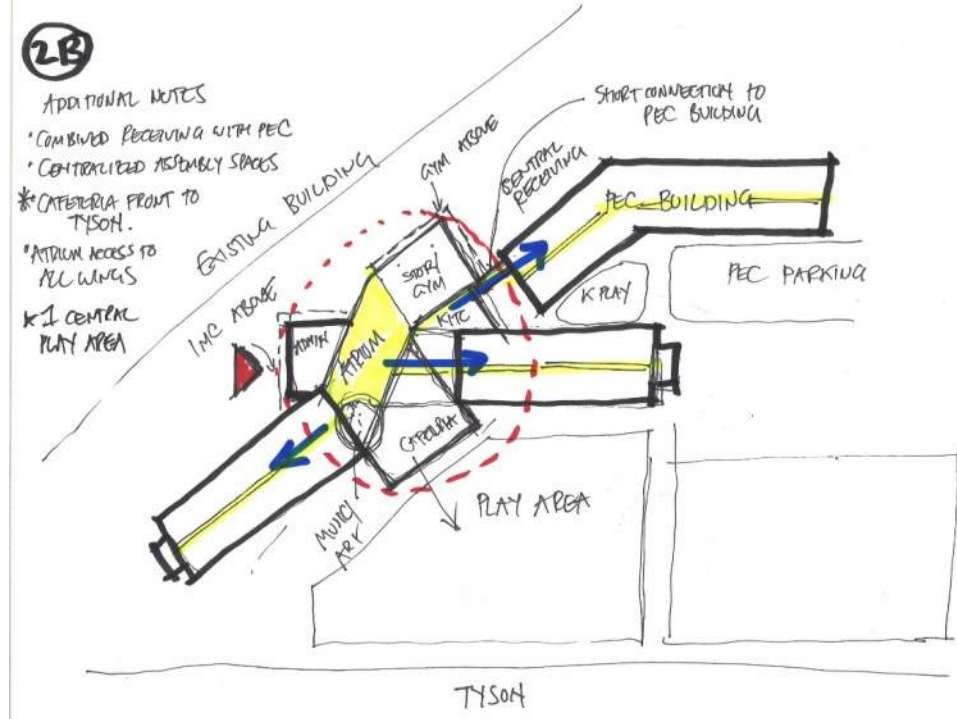 2B
ADDITIONAL NOTES
• COMBINED RECEIVING WITH PEC
• CENTRALIZED ASSEMBLY SPACES
* CAFETERIA FRONT TO
TYSON.
• ATRIUM ACCESS TO
ALL WINGS
* 1 CENTRAL
PLAY AREA
EXISTING BUILDING
GYM ABOVE
CENTRAL
RECEIVING
SHORT CONNECTION TO
PEC BUILDING
PEC BUILDING
PEC PARKING
K PLAY
GYM
KITC
IMC ABOVE
ADMIN
ATRIUM
CAFETERIA
MUSIC/
ART
PLAY AREA
TYSON